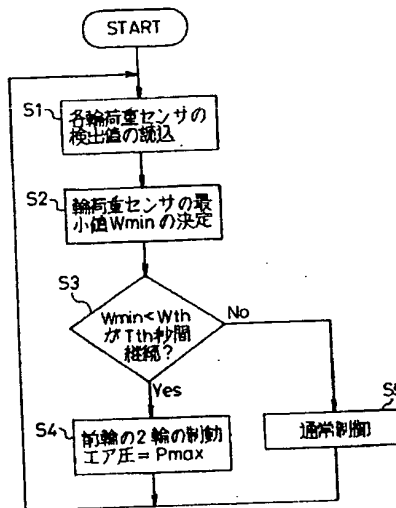 START
S1
各輪荷重センサの
検出値の読込
S2
輪荷重センサの最
小値Wminの決定
S3
Wmin<Wth
がTth秒間
継続?
No
Yes
S4
前輪の2輪の制動
エア圧=Pmax
S5
通常制御